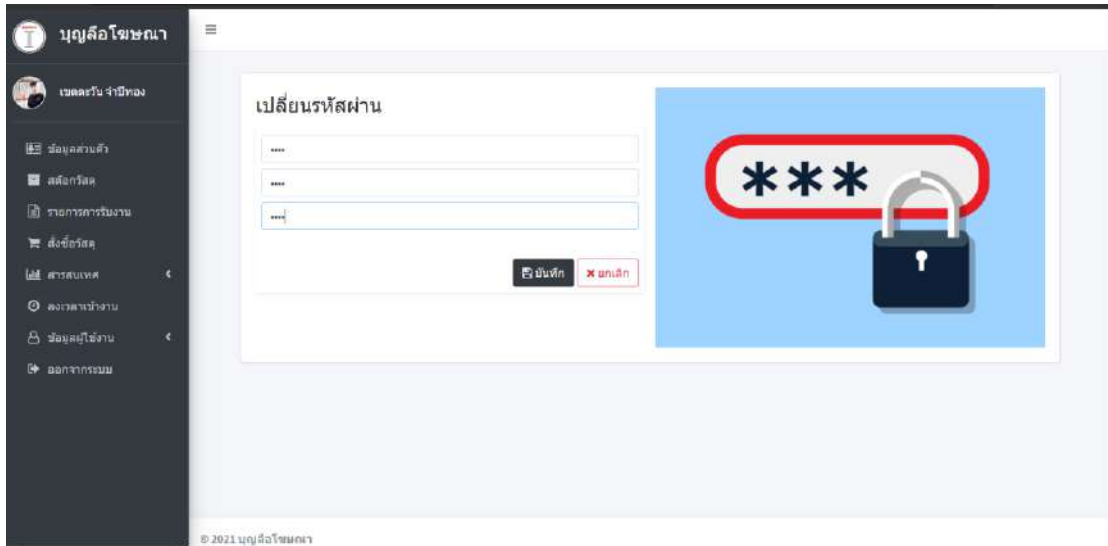 บุญลือโฆษณา
เขตตะวัน จำปีทอง
ข้อมูลส่วนตัว
สต๊อกวัสดุ
รายการการรับงาน
สั่งซื้อวัสดุ
สารสนเทศ
ลงเวลาเข้างาน
ข้อมูลผู้ใช้งาน
ออกจากระบบ
เปลี่ยนรหัสผ่าน
••••
••••
••••
บันทึก ยกเลิก
***
© 2021 บุญลือโฆษณา